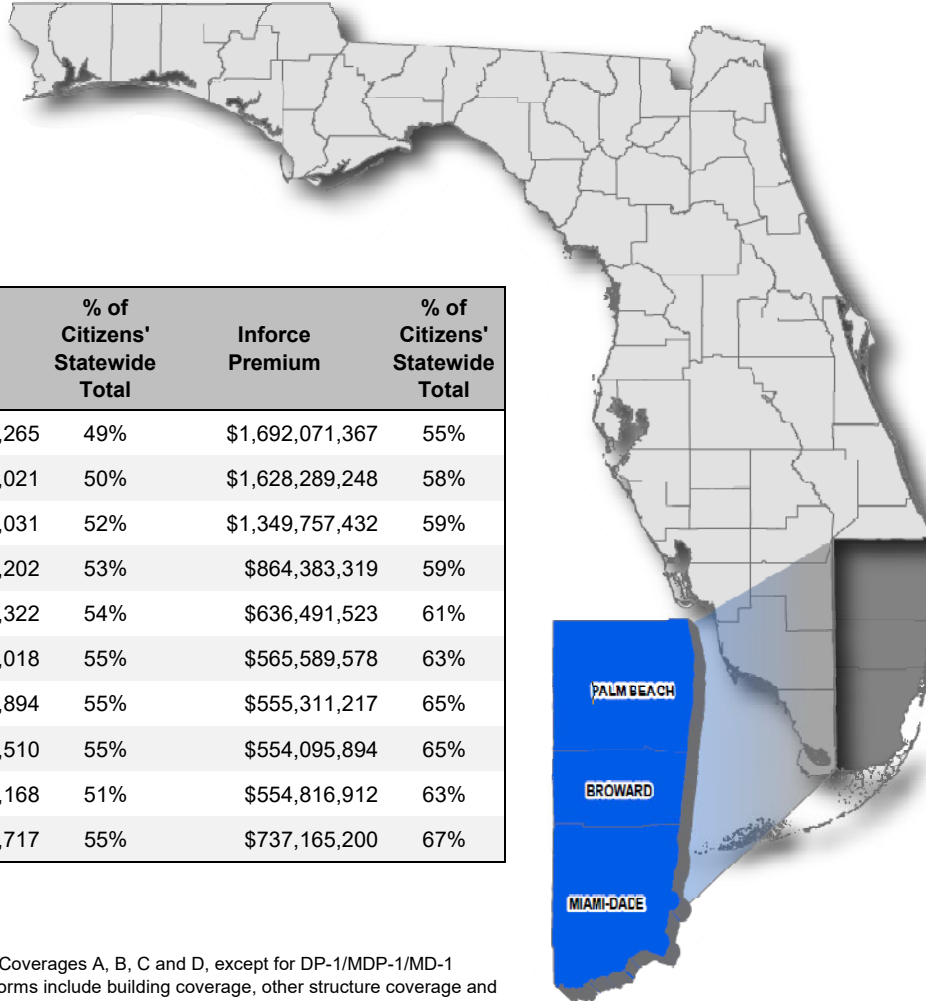 % of Citizens' Statewide Total Inforce Premium % of Citizens' Statewide Total
,265 49% $1,692,071,367 55%
,021 50% $1,628,289,248 58%
,031 52% $1,349,757,432 59%
,202 53% $864,383,319 59%
,322 54% $636,491,523 61%
,018 55% $565,589,578 63%
,894 55% $555,311,217 65%
,510 55% $554,095,894 65%
,168 51% $554,816,912 63%
,717 55% $737,165,200 67%
PALM BEACH
BROWARD
MIAMI-DADE
Coverages A, B, C and D, except for DP-1/MDP-1/MD-1
orms include building coverage, other structure coverage and